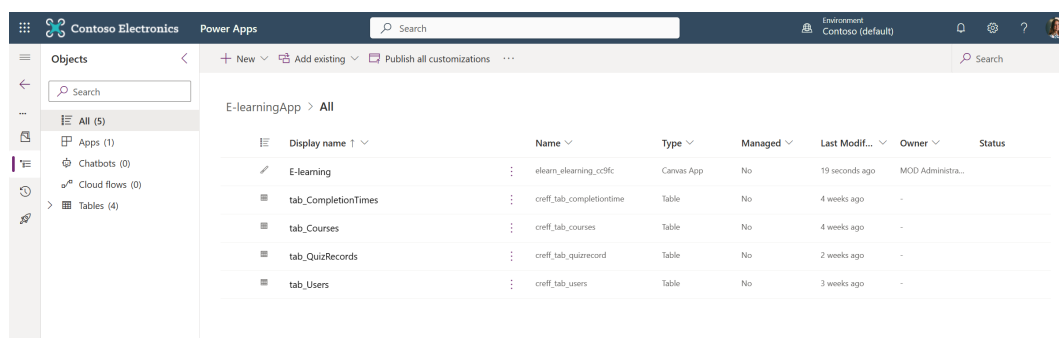 Contoso Electronics Power Apps Search Environment
Contoso (default) ?
Objects
Search
All (5)
Apps (1)
Chatbots (0)
Cloud flows (0)
Tables (4)
New Add existing Publish all customizations ... Search
E-learningApp > All
Display name ↑ Name Type Managed Last Modif... Owner Status
E-learning elearn_elearning_cc9fc Canvas App No 19 seconds ago MOD Administra...
tab_CompletionTimes creff_tab_completiontime Table No 4 weeks ago -
tab_Courses creff_tab_courses Table No 4 weeks ago -
tab_QuizRecords creff_tab_quizrecord Table No 2 weeks ago -
tab_Users creff_tab_users Table No 3 weeks ago -